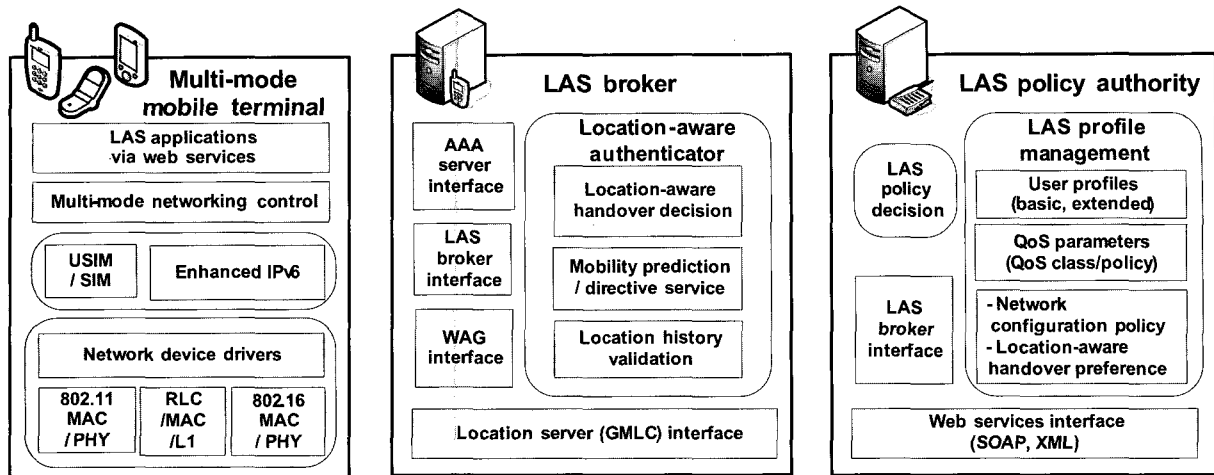 Multi-mode
mobile terminal
LAS applications
via web services
Multi-mode networking control
USIM
/ SIM
Enhanced IPv6
Network device drivers
802.11
MAC
/ PHY
RLC
/MAC
/L1
802.16
MAC
/ PHY
LAS broker
AAA
server
interface
LAS
broker
interface
WAG
interface
Location-aware
authenticator
Location-aware
handover decision
Mobility prediction
/ directive service
Location history
validation
Location server (GMLC) interface
LAS policy authority
LAS
policy
decision
LAS
broker
interface
LAS profile
management
User profiles
(basic, extended)
QoS parameters
(QoS class/policy)
- Network
configuration policy
- Location-aware
handover preference
Web services interface
(SOAP, XML)